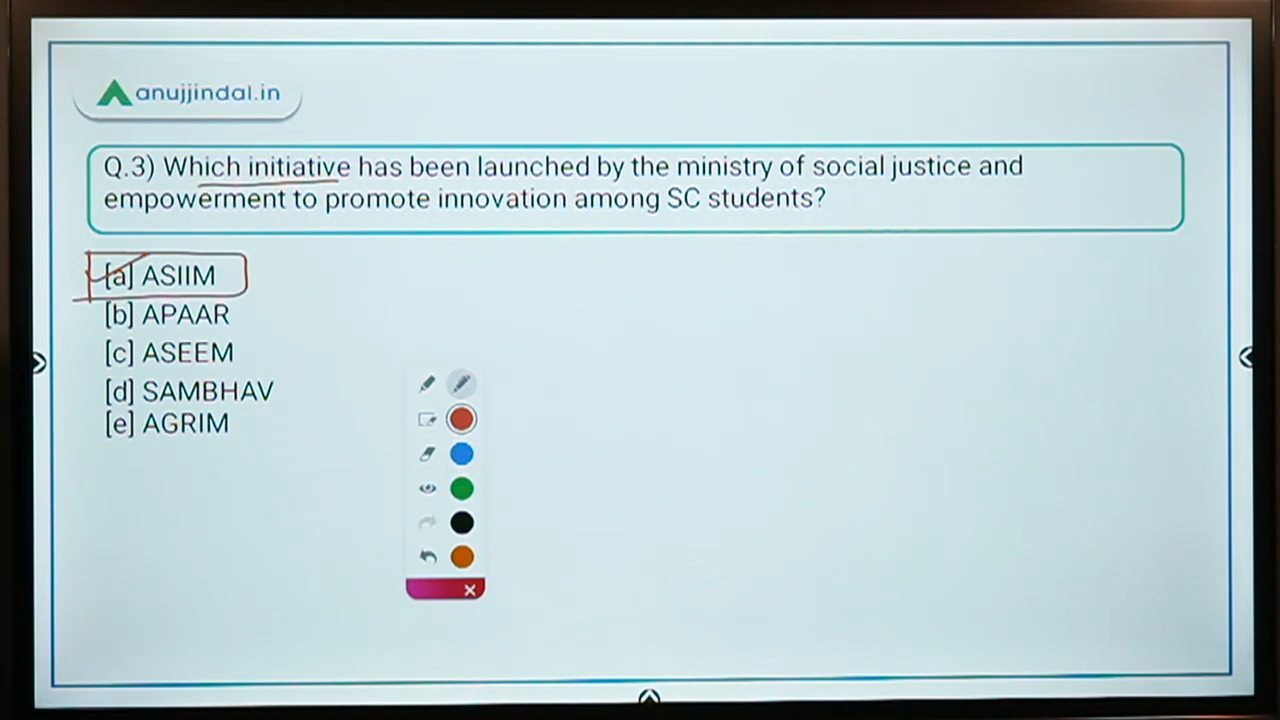 anujjindal.in
Q.3) Which initiative has been launched by the ministry of social justice and
empowerment to promote innovation among SC students?
[a] ASIIM
[b] APAAR
[c] ASEEM
[d] SAMBHAV
[e] AGRIM